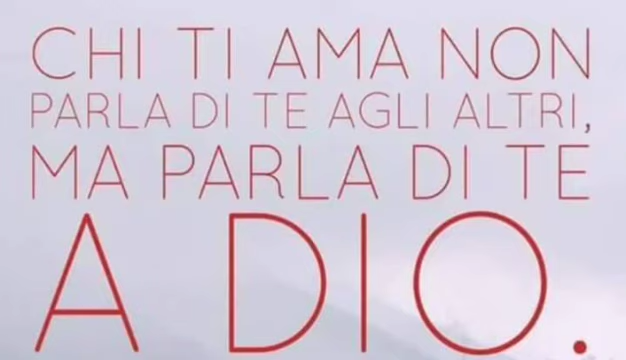 CHI TI AMA NON
PARLA DI TE AGLI ALTRI,
MA PARLA DI TE
A DIO.